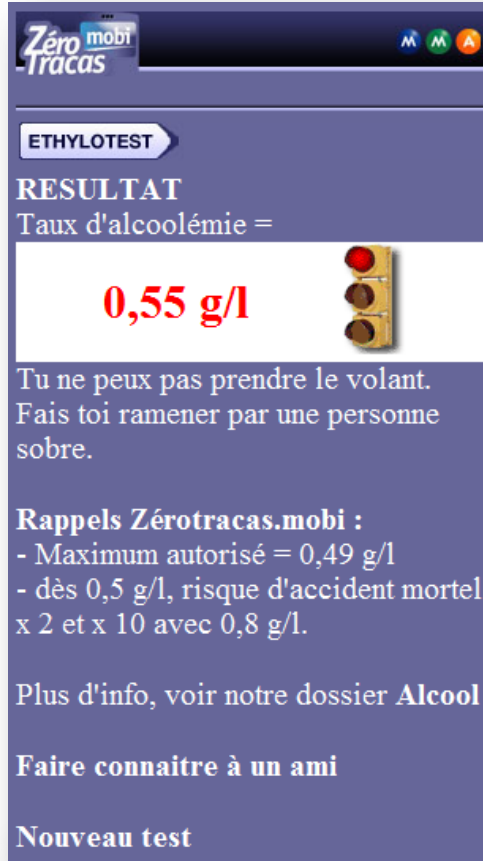 Zéro mobi
Tracas
M M A
ETHYLOTEST
RESULTAT
Taux d'alcoolémie =
0,55 g/l
Tu ne peux pas prendre le volant.
Fais toi ramener par une personne
sobre.
Rappels Zérotracas.mobi :
- Maximum autorisé = 0,49 g/l
- dès 0,5 g/l, risque d'accident mortel
x 2 et x 10 avec 0,8 g/l.
Plus d'info, voir notre dossier Alcool
Faire connaitre à un ami
Nouveau test